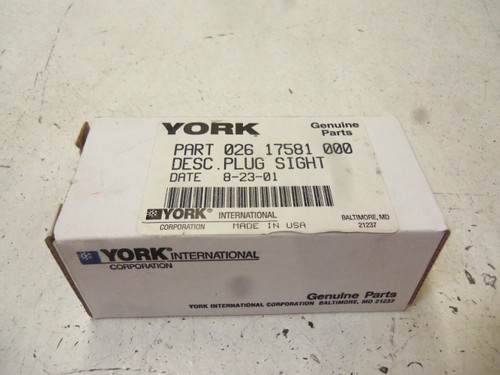 YORK Genuine Parts
PART 026 17581 000
DESC. PLUG SIGHT
DATE 8-23-01
YORK® INTERNATIONAL
CORPORATION MADE IN USA
BALTIMORE, MD
21237
YORK® INTERNATIONAL
CORPORATION
Genuine Parts
YORK INTERNATIONAL CORPORATION BALTIMORE, MD 21237